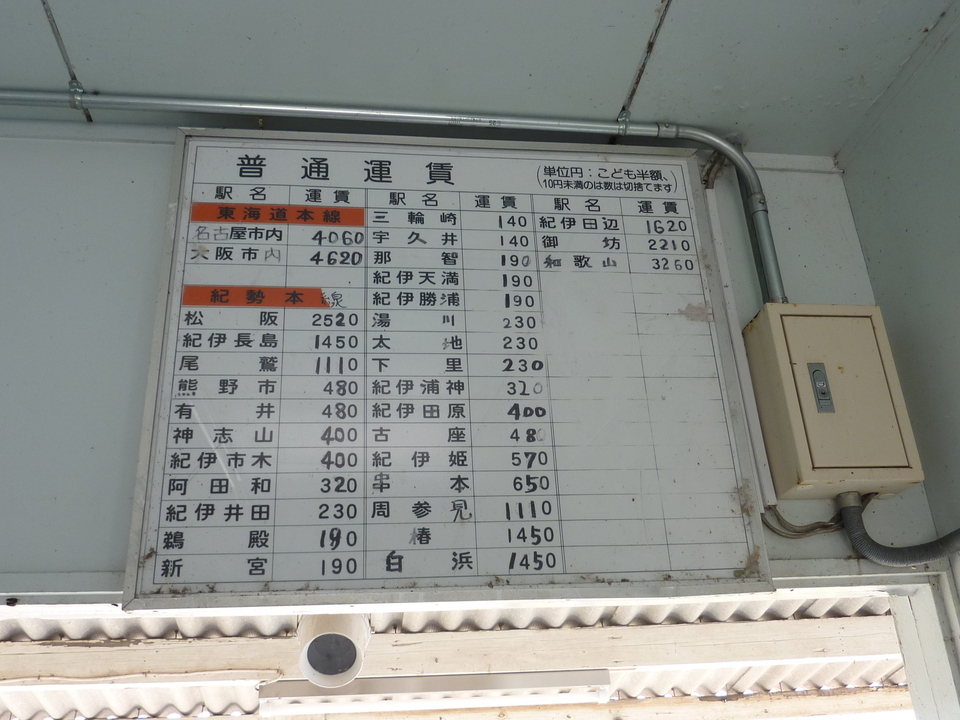 普通運賃
(単位円：こども半額、
10円未満のは数は切捨てます)
駅名 運賃
東海道本線
名古屋市内 4060
大阪市内 4620
紀勢本線
松阪 2520
紀伊長島 1450
尾鷲 1110
熊野市 480
有井 480
神志山 400
紀伊市木 400
阿田和 320
紀伊井田 230
鵜殿 190
新宮 190
駅名 運賃
三輪崎 140
宇久井 140
那智 190
紀伊天満 190
紀伊勝浦 190
湯川 230
太地 230
下里 230
紀伊浦神 320
紀伊田原 400
古座 480
紀伊姫 570
串本 650
周参見 1110
椿 1450
白浜 1450
駅名 運賃
紀伊田辺 1620
御坊 2210
和歌山 3260